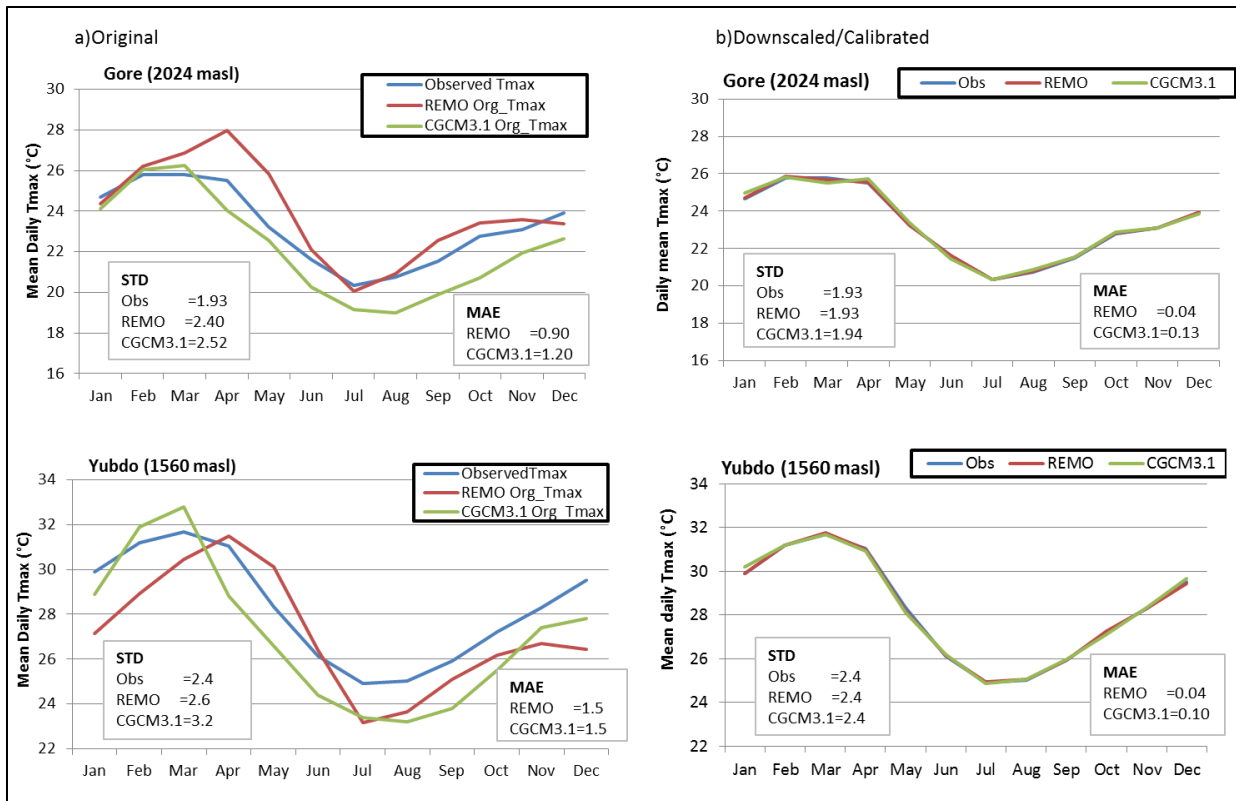 a)Original
b)Downscaled/Calibrated
Gore (2024 masl)
Observed Tmax
REMO Org_Tmax
CGCM3.1 Org_Tmax
Mean Daily Tmax (°C)
30
28
26
24
22
20
18
16
STD
Obs =1.93
REMO =2.40
CGCM3.1=2.52
MAE
REMO =0.90
CGCM3.1=1.20
Jan Feb Mar Apr May Jun Jul Aug Sep Oct Nov Dec
Gore (2024 masl)
Obs REMO CGCM3.1
Daily mean Tmax (°C)
30
28
26
24
22
20
18
16
STD
Obs =1.93
REMO =1.93
CGCM3.1 =1.94
MAE
REMO =0.04
CGCM3.1=0.13
Jan Feb Mar Apr May Jun Jul Aug Sep Oct Nov Dec
Yubdo (1560 masl)
ObservedTmax
REMO Org_Tmax
CGCM3.1 Org_Tmax
Mean Daily Tmax (°C)
34
32
30
28
26
24
22
STD
Obs =2.4
REMO =2.6
CGCM3.1=3.2
MAE
REMO =1.5
CGCM3.1=1.5
Jan Feb Mar Apr May Jun Jul Aug Sep Oct Nov Dec
Yubdo (1560 masl)
Obs REMO CGCM3.1
Mean daily Tmax (°C)
34
32
30
28
26
24
22
STD
Obs =2.4
REMO =2.4
CGCM3.1=2.4
MAE
REMO =0.04
CGCM3.1=0.10
Jan Feb Mar Apr May Jun Jul Aug Sep Oct Nov Dec